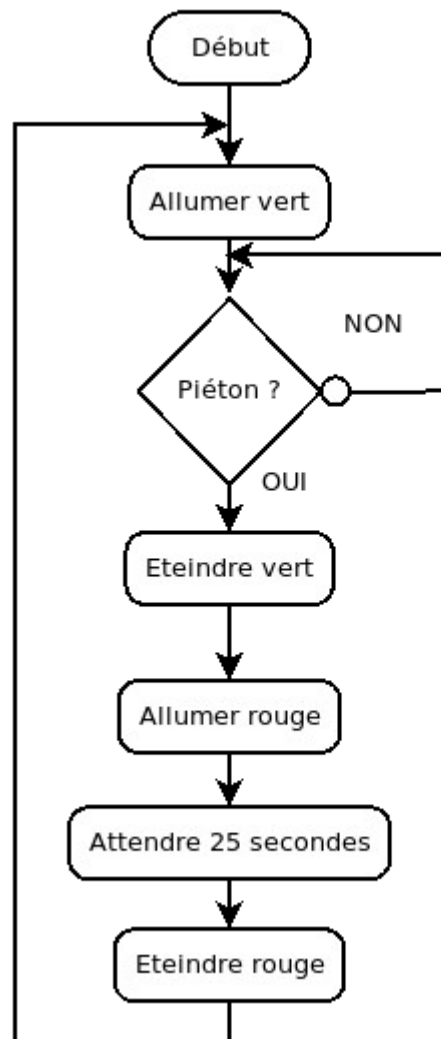 Début
Allumer vert
NON
Piéton ?
OUI
Eteindre vert
Allumer rouge
Attendre 25 secondes
Eteindre rouge